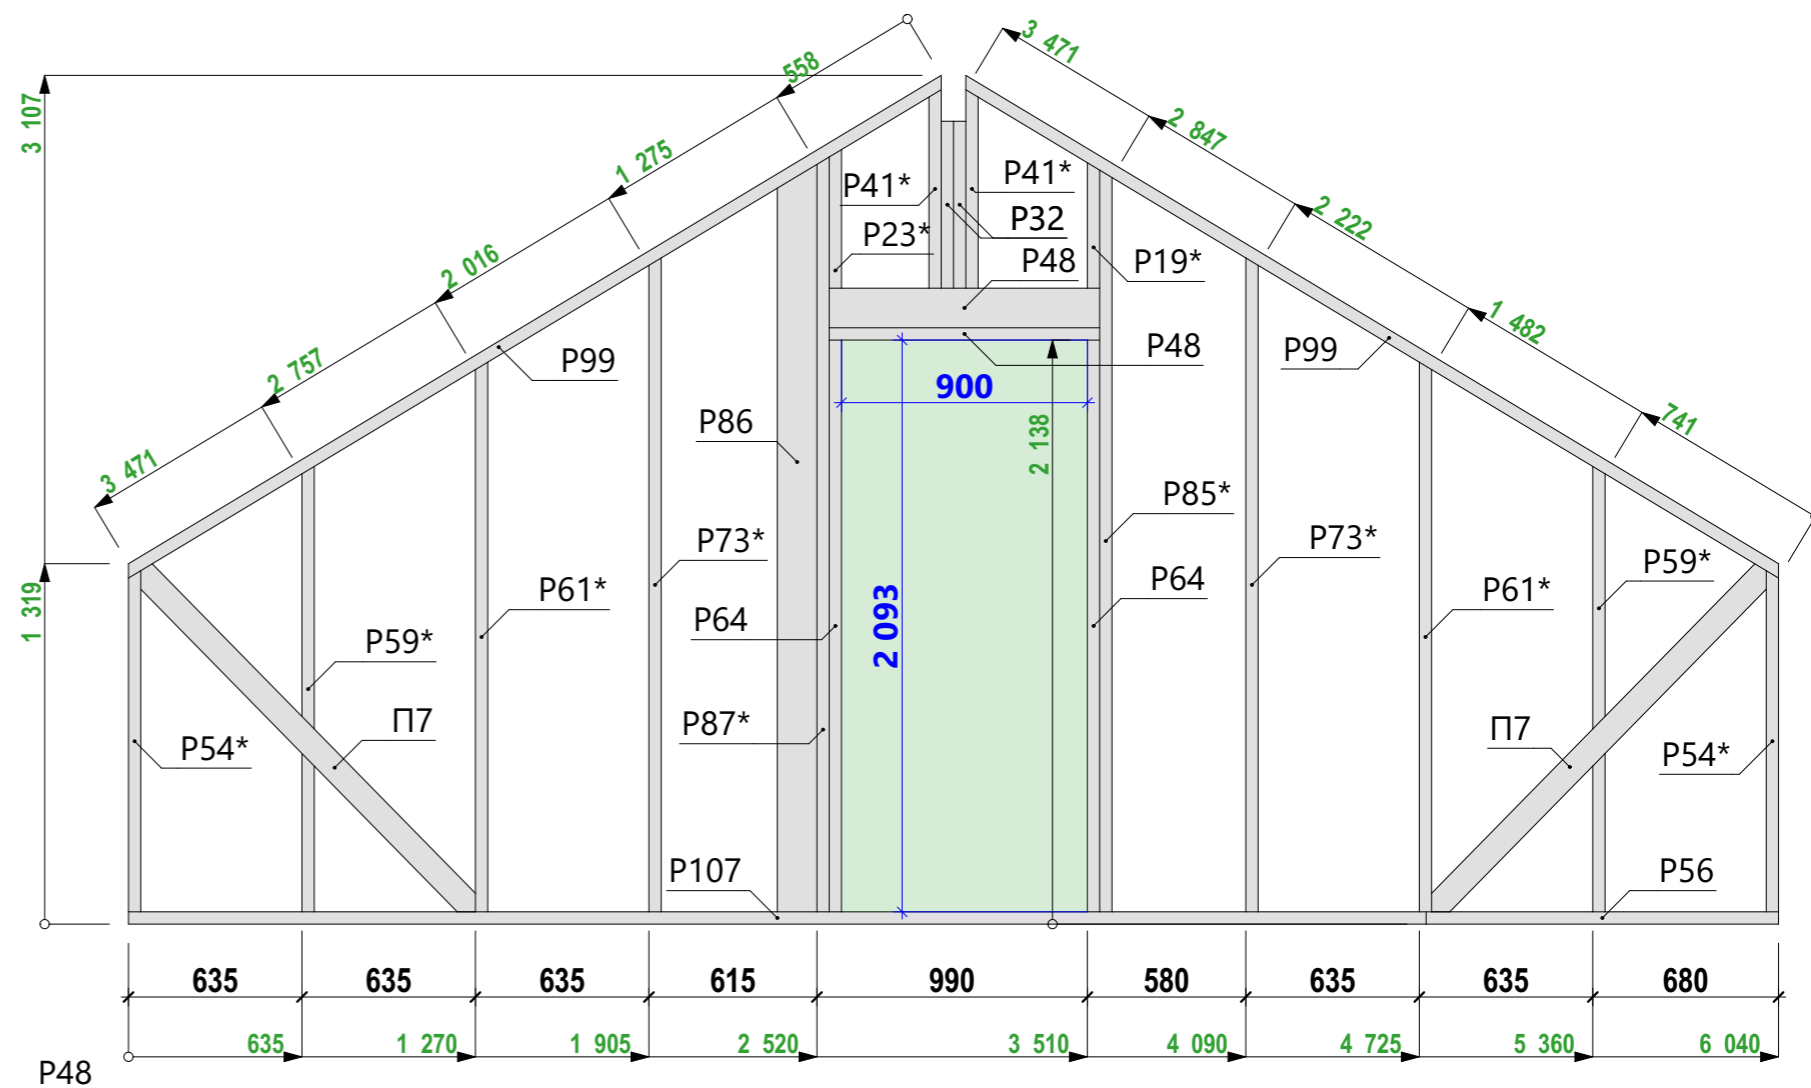 3 471
558
3 107
2 847
1 275
P41*
P41*
2 222
P32
P23*
P19*
P48
2 016
1 482
P48
P99
P99
2 757
900
741
P86
2 138
3 471
P85*
P73*
P73*
P59*
P64
1 319
P61*
P61*
2 093
P64
P59*
П7
P87*
П7
P54*
P54*
P107
P56
635 635 635 615 990 580 635 635 680
635 1 270 1 905 2 520 3 510 4 090 4 725 5 360 6 040
P48